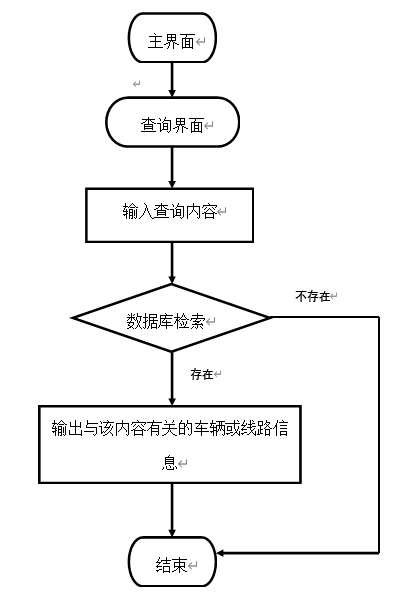 主界面
查询界面
输入查询内容
不存在
数据库检索
存在
输出与该内容有关的车辆或线路信
息
结束